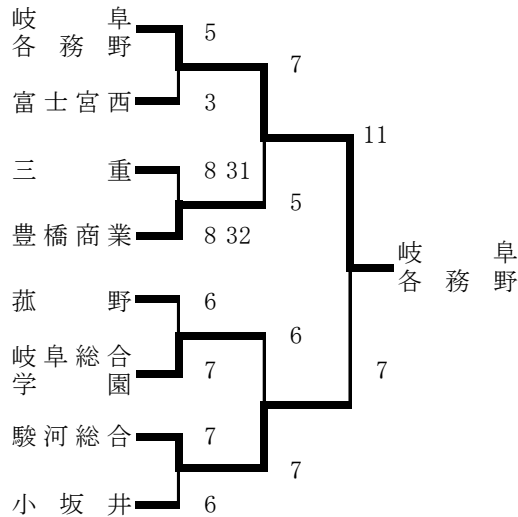 岐阜
各務野
5
7
富士宮西
3
11
三重
8 31
5
豊橋商業
8 32
岐阜
各務野
菰野
6
6
岐阜総合
学園
7
7
駿河総合
7
7
小坂井
6